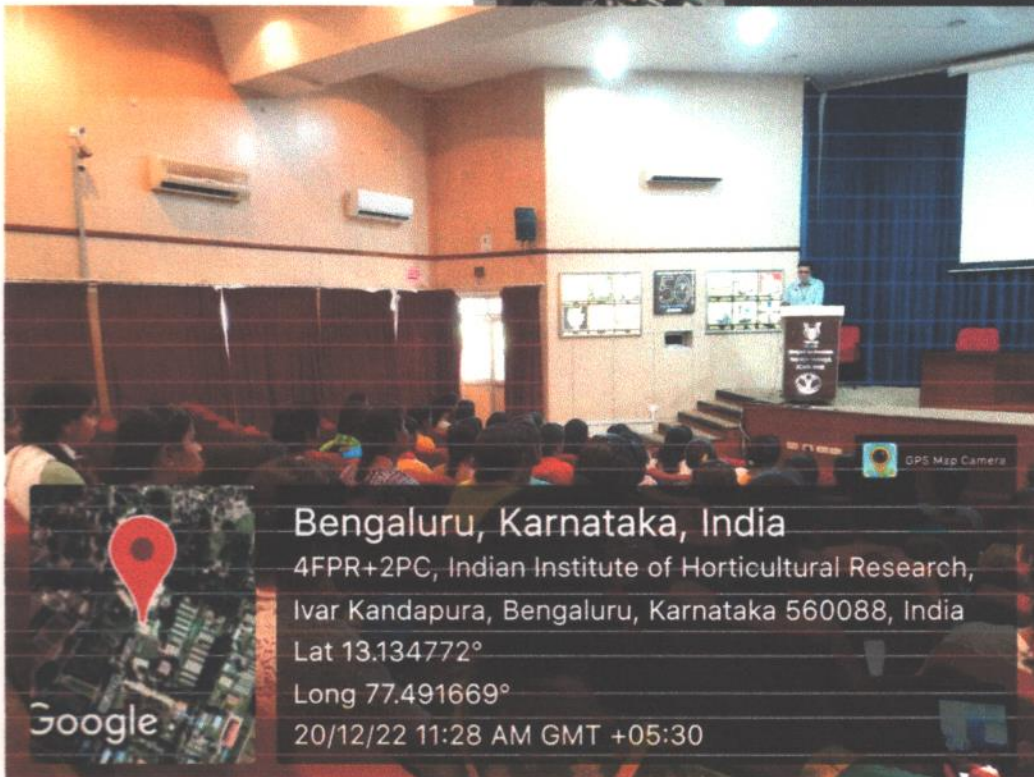 GPS Map Camera
Bengaluru, Karnataka, India
4FPR+2PC, Indian Institute of Horticultural Research,
Ivar Kandapura, Bengaluru, Karnataka 560088, India
Lat 13.134772°
Long 77.491669°
20/12/22 11:28 AM GMT +05:30
Google